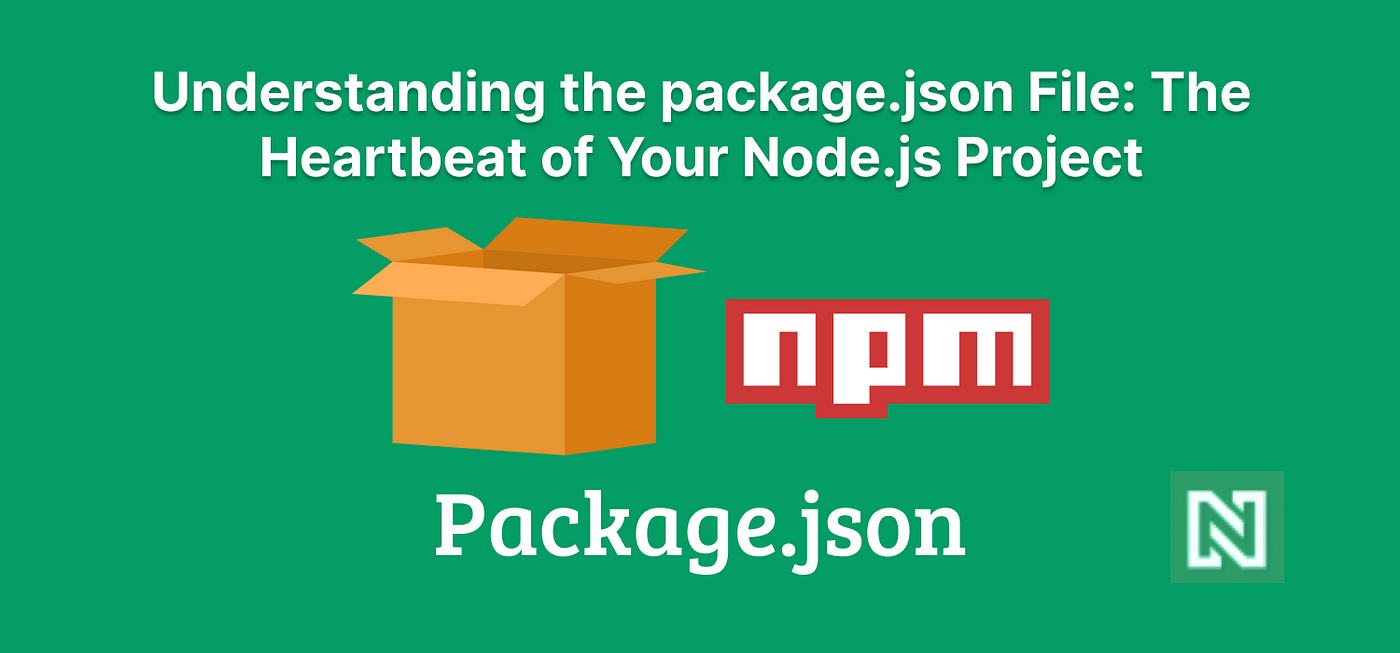 Understanding the package.json File: The
Heartbeat of Your Node.js Project
npm
Package.json
N